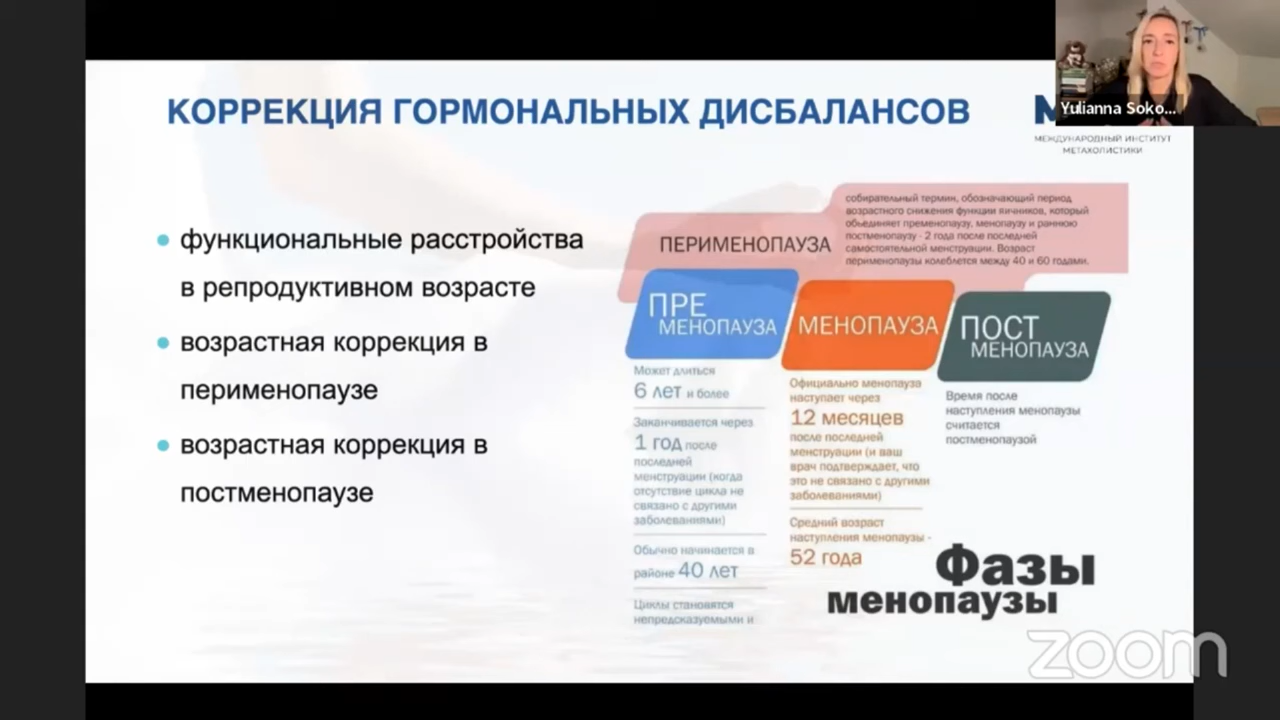 КОРРЕКЦИЯ ГОРМОНАЛЬНЫХ ДИСБАЛАНСОВ
Yulianna Soko...
МЕЖДУНАРОДНЫЙ ИНСТИТУТ
МЕТАХОЛИСТИКИ
функциональные расстройства
в репродуктивном возрасте
возрастная коррекция в
перименопаузе
возрастная коррекция в
постменопаузе
ПЕРИМЕНОПАУЗА
собирательный термин, обозначающий период
возрастного снижения функции яичников, который
объединяет пременопаузу, менопаузу и раннюю
постменопаузу - 2 года после последней
самостоятельной менструации. Возраст
перименопаузы колеблется между 40 и 60 годами.
ПРЕ
МЕНОПАУЗА
Может длиться
6 лет и более
Заканчивается через
1 год после
последней
менструации (когда
отсутствие цикла не
связано с другими
заболеваниями)
Обычно начинается в
районе 40 лет
Циклы становятся
непредсказуемыми и
МЕНОПАУЗА
Официально менопауза
наступает через
12 месяцев
после последней
менструации (и ваш
врач подтверждает, что
это не связано с другими
заболеваниями)
Средний возраст
наступления менопаузы -
52 года
ПОСТ
МЕНОПАУЗА
Время после
наступления менопаузы
считается
постменопаузой
Фазы
менопаузы
zoom